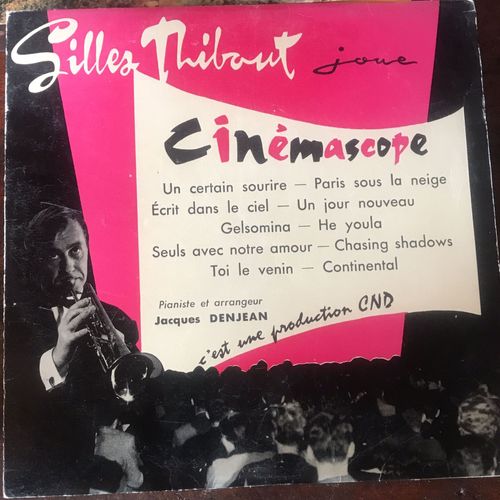 Gilles Thibaut joue
Cinémascope
Un certain sourire — Paris sous la neige
Écrit dans le ciel — Un jour nouveau
Gelsomina — He youla
Seuls avec notre amour — Chasing shadows
Toi le venin — Continental
Pianiste et arrangeur
Jacques DENJEAN
c'est une production CND